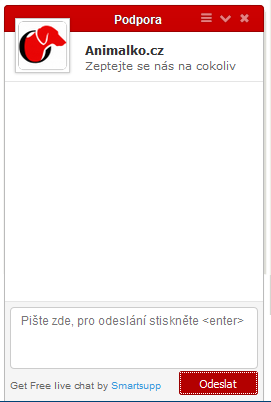 Podpora
Animalko.cz
Zeptejte se nás na cokoliv
Pište zde, pro odeslání stiskněte <enter>
Get Free live chat by Smartsupp
Odeslat